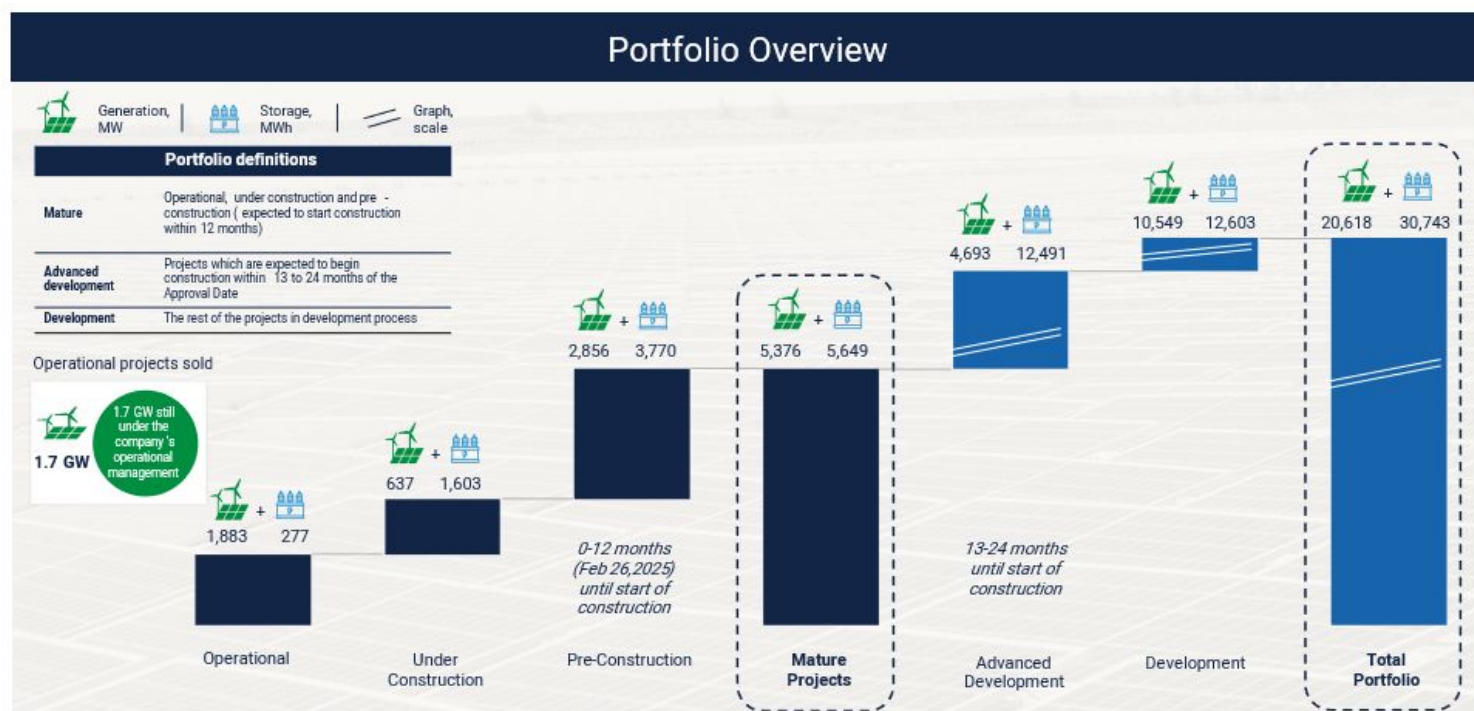 Portfolio Overview
Generation,
MW
Storage,
MWh
Graph,
scale
Portfolio definitions
Mature
Operational, under construction and pre -
construction ( expected to start construction
within 12 months)
Advanced
development
Projects which are expected to begin
construction within 13 to 24 months of the
Approval Date
Development
The rest of the projects in development process
Operational projects sold
1.7 GW
1.7 GW still
under the
company's
operational
management
+
1,883 277
Operational
+
637 1,603
Under
Construction
+
2,856 3,770
0-12 months
(Feb 26,2025)
until start of
construction
Pre-Construction
+
5,376 5,649
Mature
Projects
+
4,693 12,491
13-24 months
until start of
construction
Advanced
Development
+
10,549 12,603
Development
+
20,618 30,743
Total
Portfolio